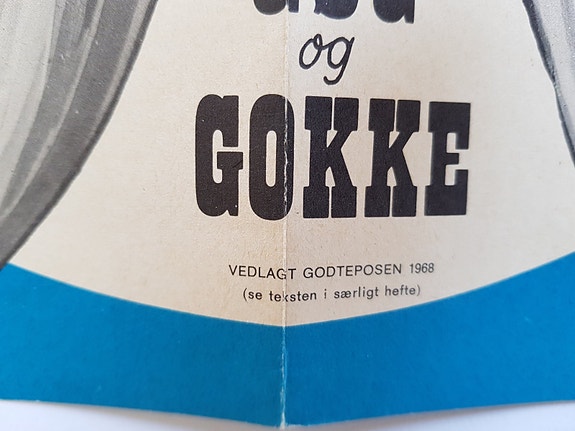 og
GOKKE
VEDLAGT GODTEPOSEN 1968
(se teksten i særligt hefte)